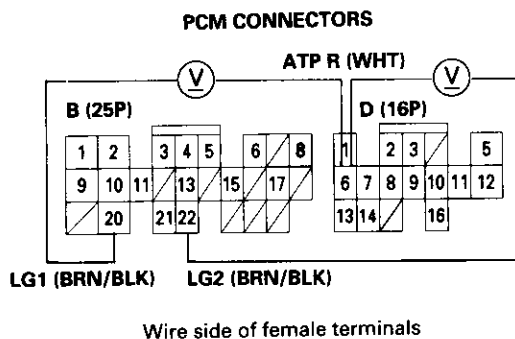 PCM CONNECTORS
ATP R (WHT)
V
V
B (25P)
D (16P)
1 2 3 4 5 6 8
1 2 3 5
9 10 11 13 15 17
6 7 8 9 10 11 12
20 21 22
13 14 16
LG1 (BRN/BLK)
LG2 (BRN/BLK)
Wire side of female terminals